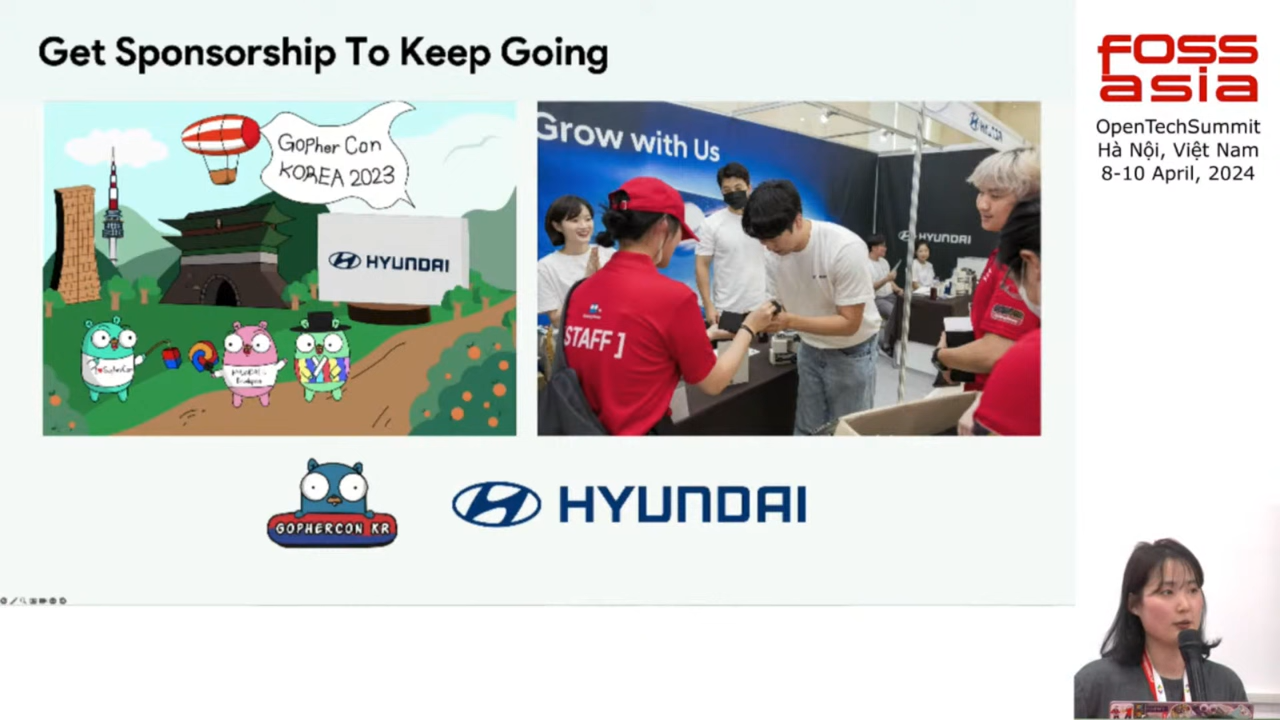 Get Sponsorship To Keep Going
GopHer Con
KOREA 2023
HYUNDAI
Grow with Us
HYUNDAI
STAFF ]
GOPHERCON KR
HYUNDAI
FOSS
asia
OpenTechSummit
Hà Nội, Việt Nam
8-10 April, 2024